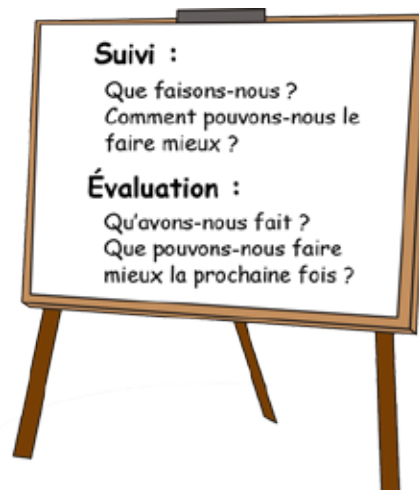 Suivi :
Que faisons-nous ?
Comment pouvons-nous le
faire mieux ?
Évaluation :
Qu'avons-nous fait ?
Que pouvons-nous faire
mieux la prochaine fois ?